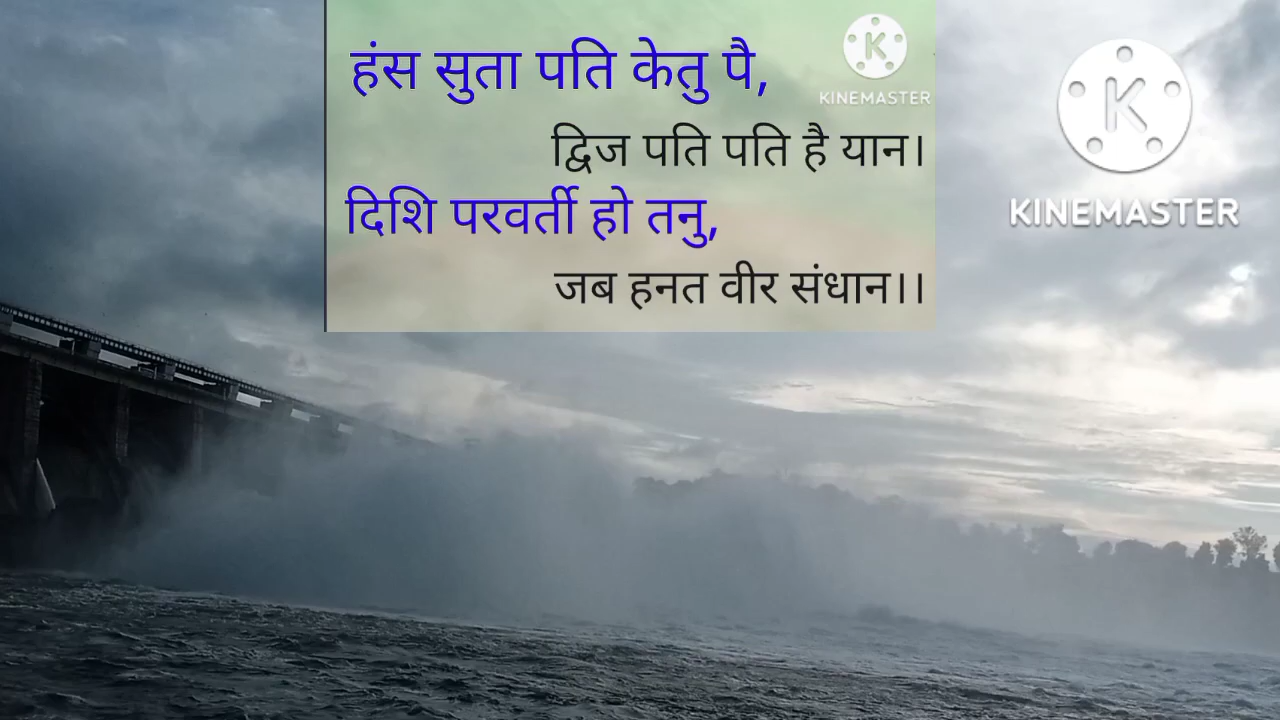 हंस सुता पति केतु पै,
KINEMASTER
द्विज पति पति है यान।
दिशि परवर्ती हो तनु,
जब हनत वीर संधान।।
KINEMASTER